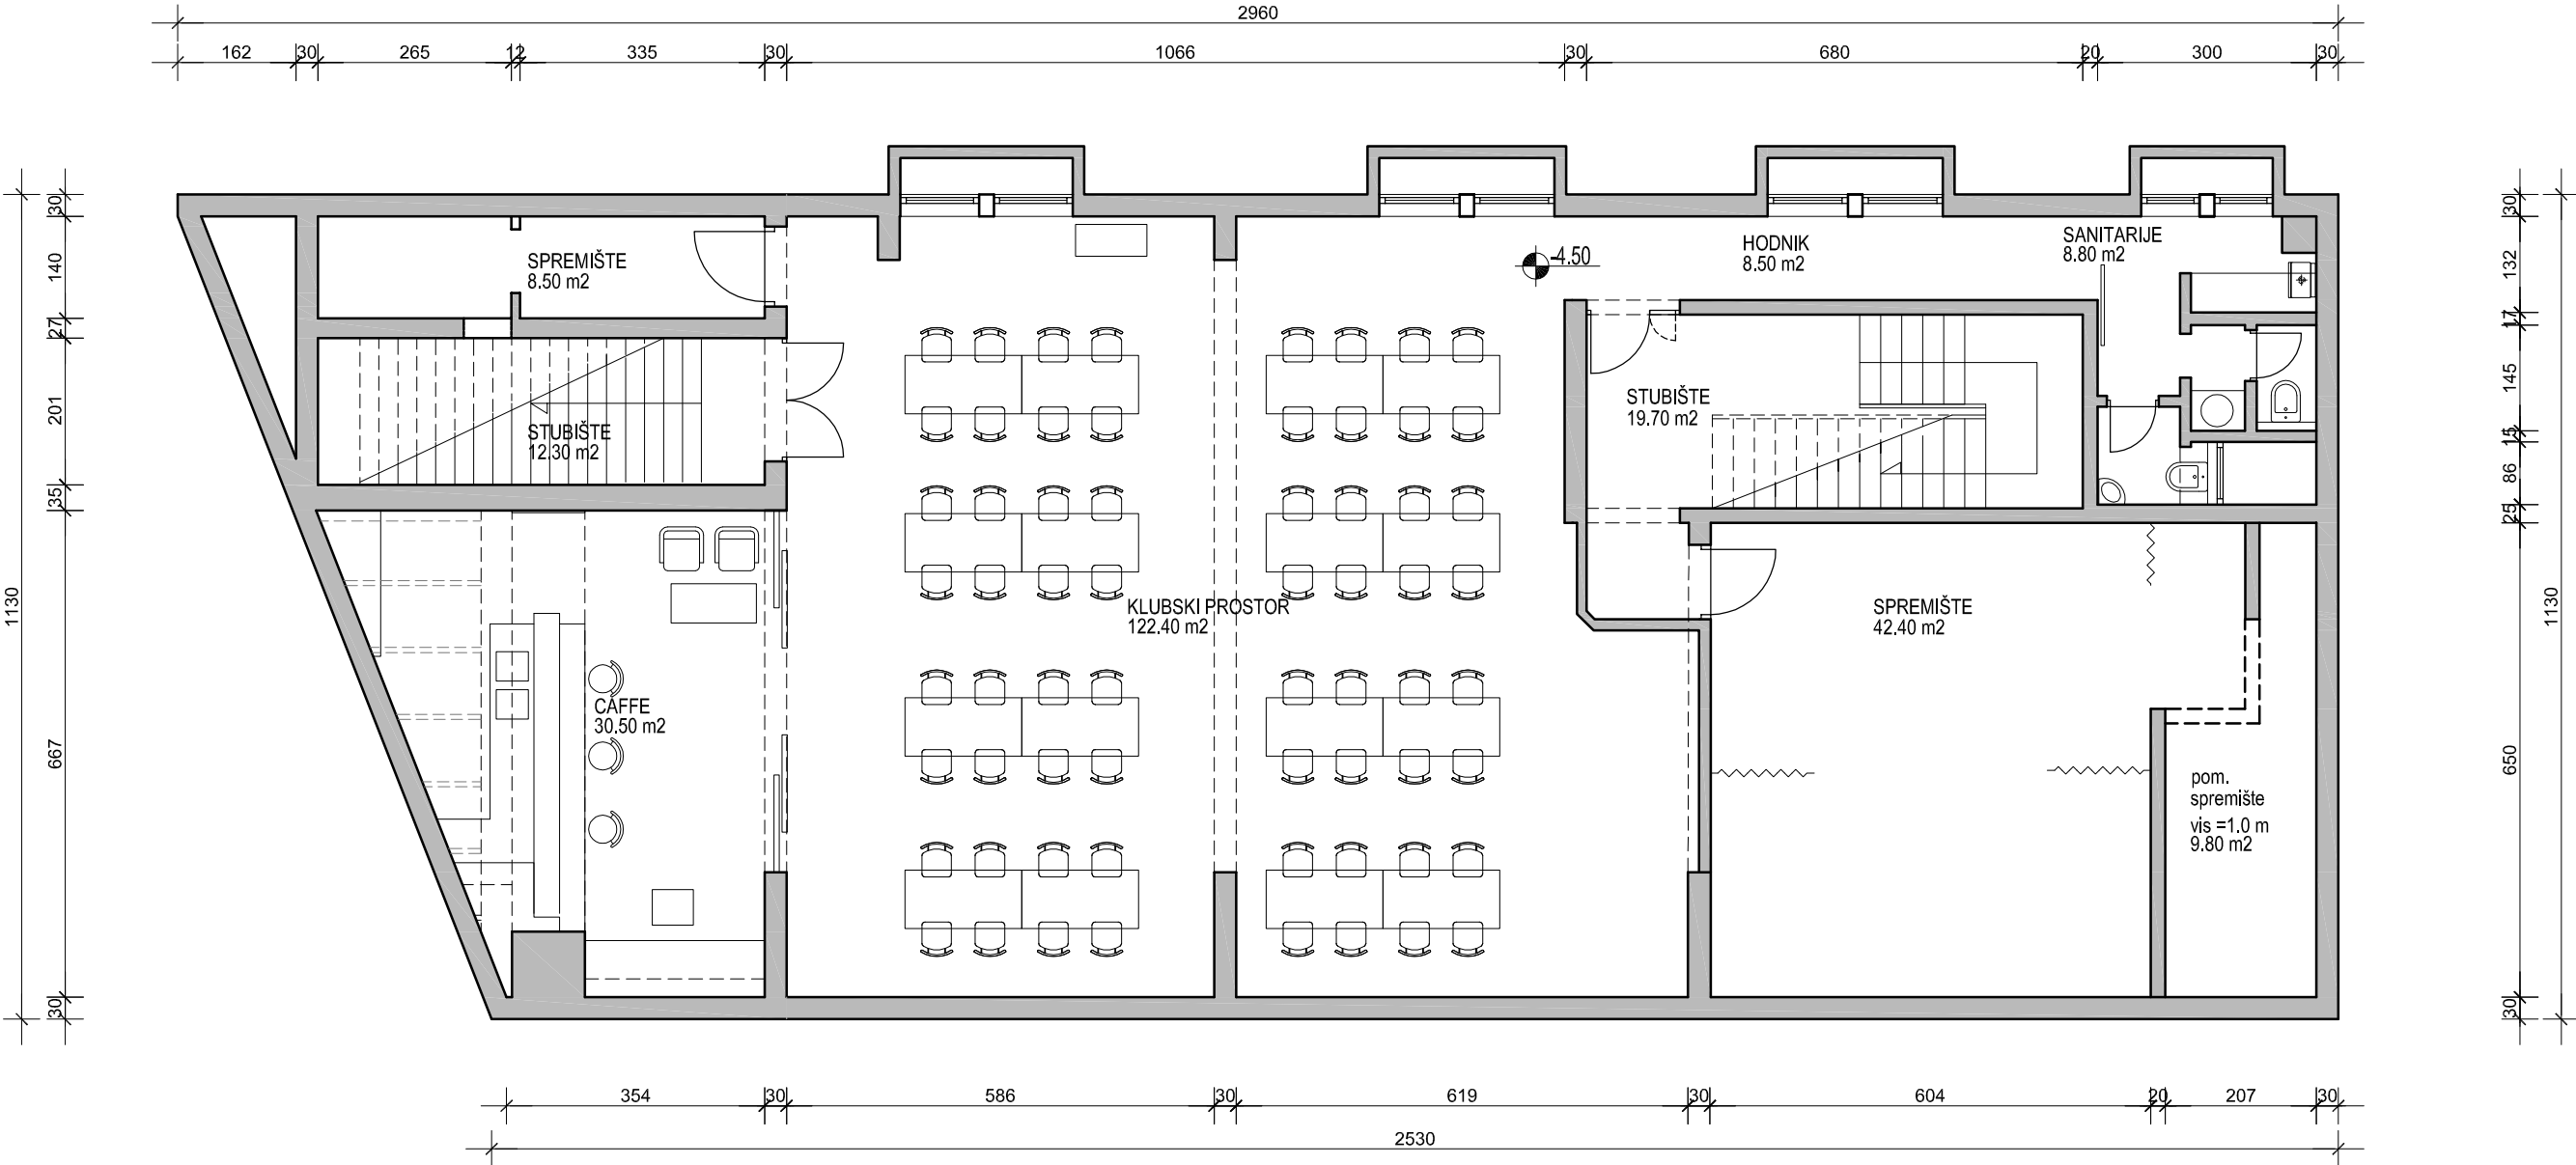 2960
162 30 265 12 335 30 1066 30 680 20 300 30
30 140 27 201 35 667 30
1130
SPREMIŠTE
8.50 m2
STUBIŠTE
12.30 m2
CAFFE
30.50 m2
KLUBSKI PROSTOR
122.40 m2
-4.50
HODNIK
8.50 m2
SANITARIJE
8.80 m2
STUBIŠTE
19.70 m2
SPREMIŠTE
42.40 m2
pom.
spremište
vis =1.0 m
9.80 m2
30 132 17 145 15 86 25 650 30
1130
354 30 586 30 619 30 604 20 207 30
2530